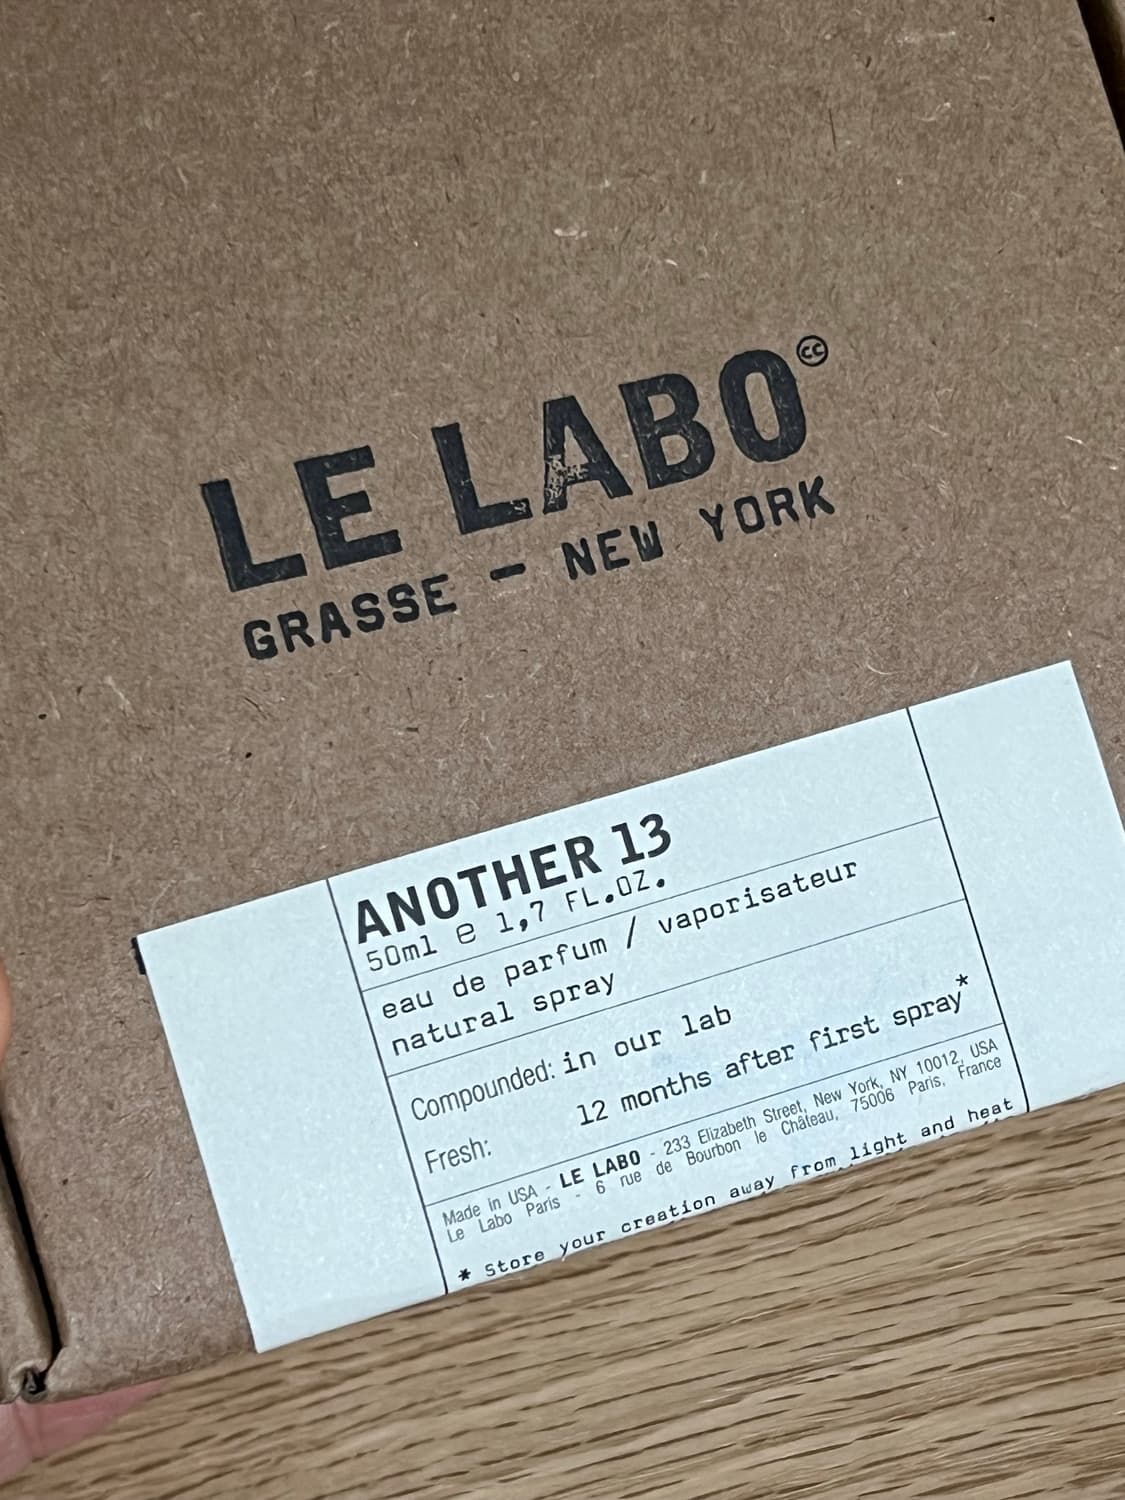 LE LABO
cc
GRASSE — NEW YORK
ANOTHER 13
50ml e 1,7 FL.OZ.
eau de parfum / vaporisateur
natural spray
Compounded: in our lab
Fresh: 12 months after first spray*
Made in USA - LE LABO - 233 Elizabeth Street, New York, NY 10012, USA
Le Labo Paris - 6 rue de Bourbon le Château, 75006 Paris, France
* Store your creation away from light and heat